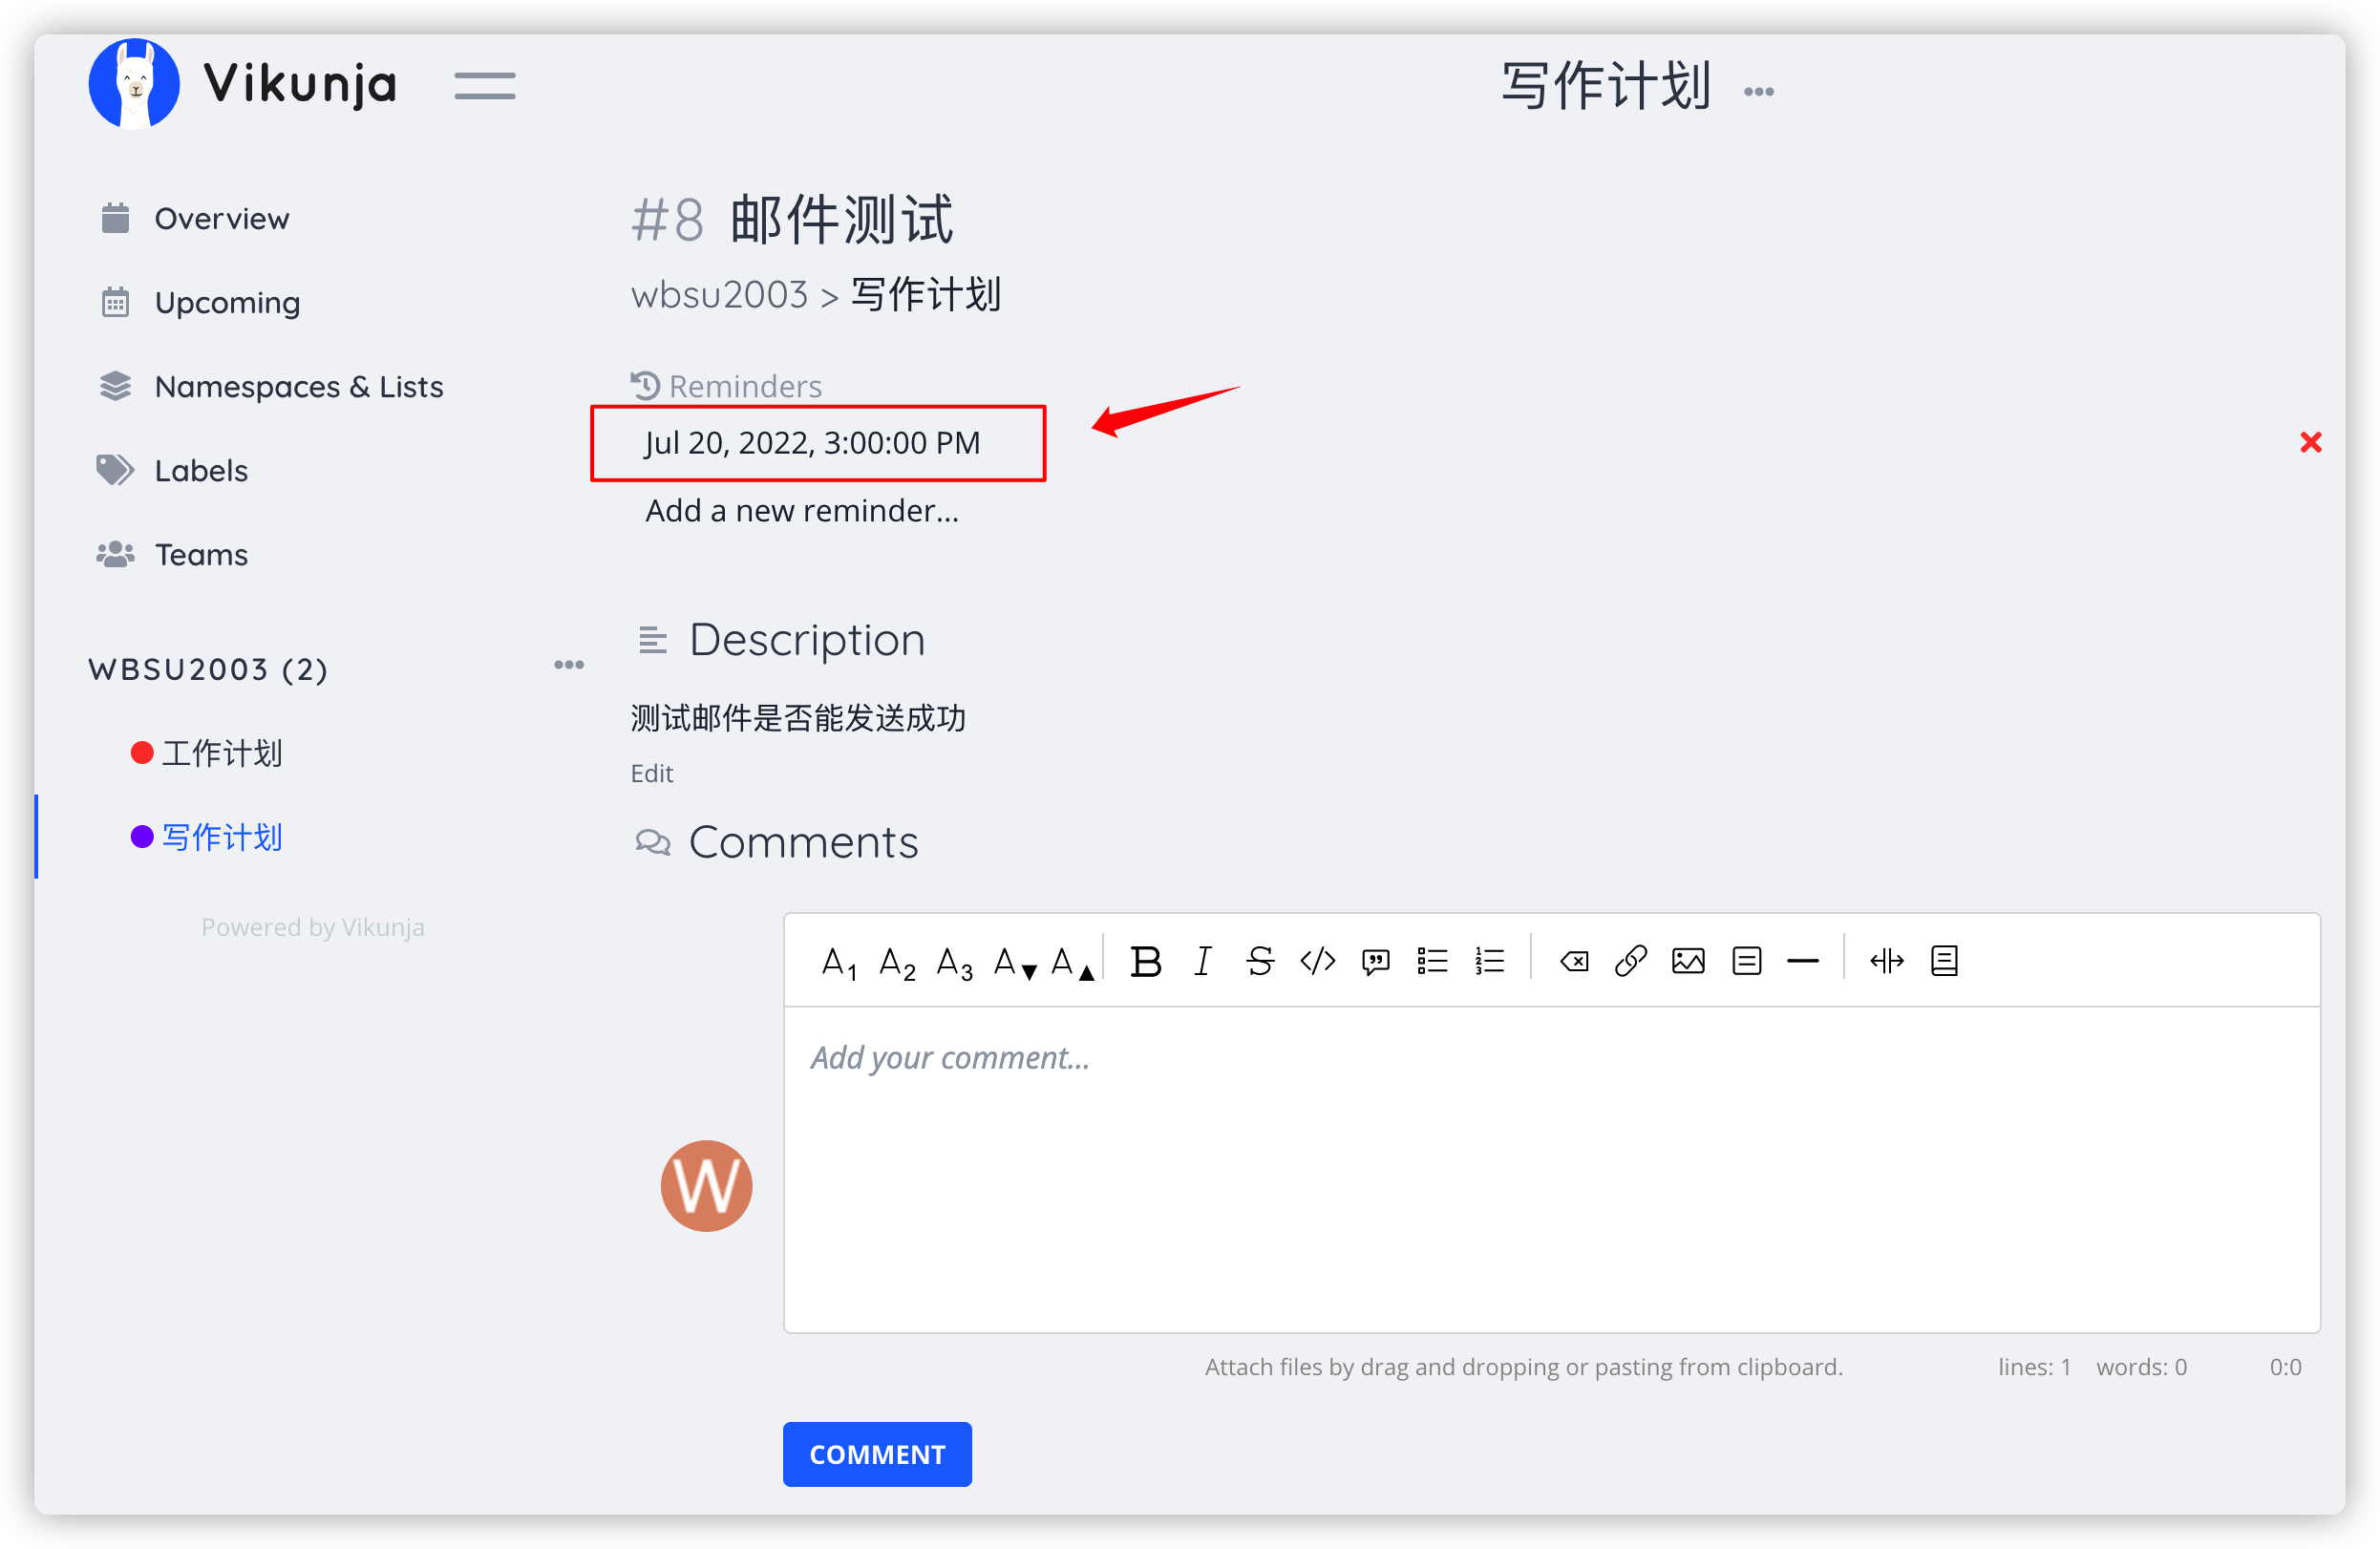 Vikunja
写作计划
Overview
Upcoming
Namespaces & Lists
Labels
Teams
WBSU2003 (2)
工作计划
写作计划
Powered by Vikunja
#8 邮件测试
wbsu2003 > 写作计划
Reminders
Jul 20, 2022, 3:00:00 PM
Add a new reminder...
Description
测试邮件是否能发送成功
Edit
Comments
A1 A2 A3 A▼ A▲ B I S
Add your comment...
W
Attach files by drag and dropping or pasting from clipboard. lines: 1 words: 0 0:0
COMMENT